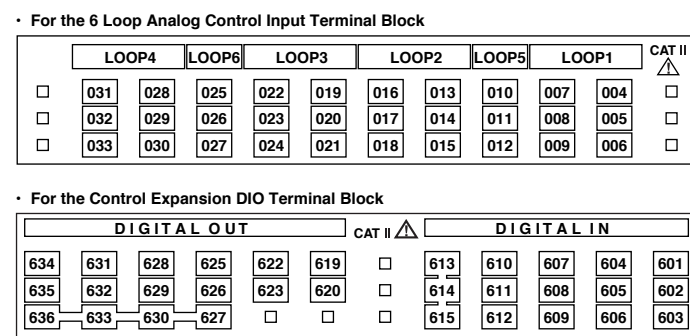 • For the 6 Loop Analog Control Input Terminal Block
LOOP4 LOOP6 LOOP3 LOOP2 LOOP5 LOOP1 CAT II
031 028 025 022 019 016 013 010 007 004
032 029 026 023 020 017 014 011 008 005
033 030 027 024 021 018 015 012 009 006
• For the Control Expansion DIO Terminal Block
DIGITAL OUT CAT II DIGITAL IN
634 631 628 625 622 619 613 610 607 604 601
635 632 629 626 623 620 614 611 608 605 602
636 633 630 627 615 612 609 606 603